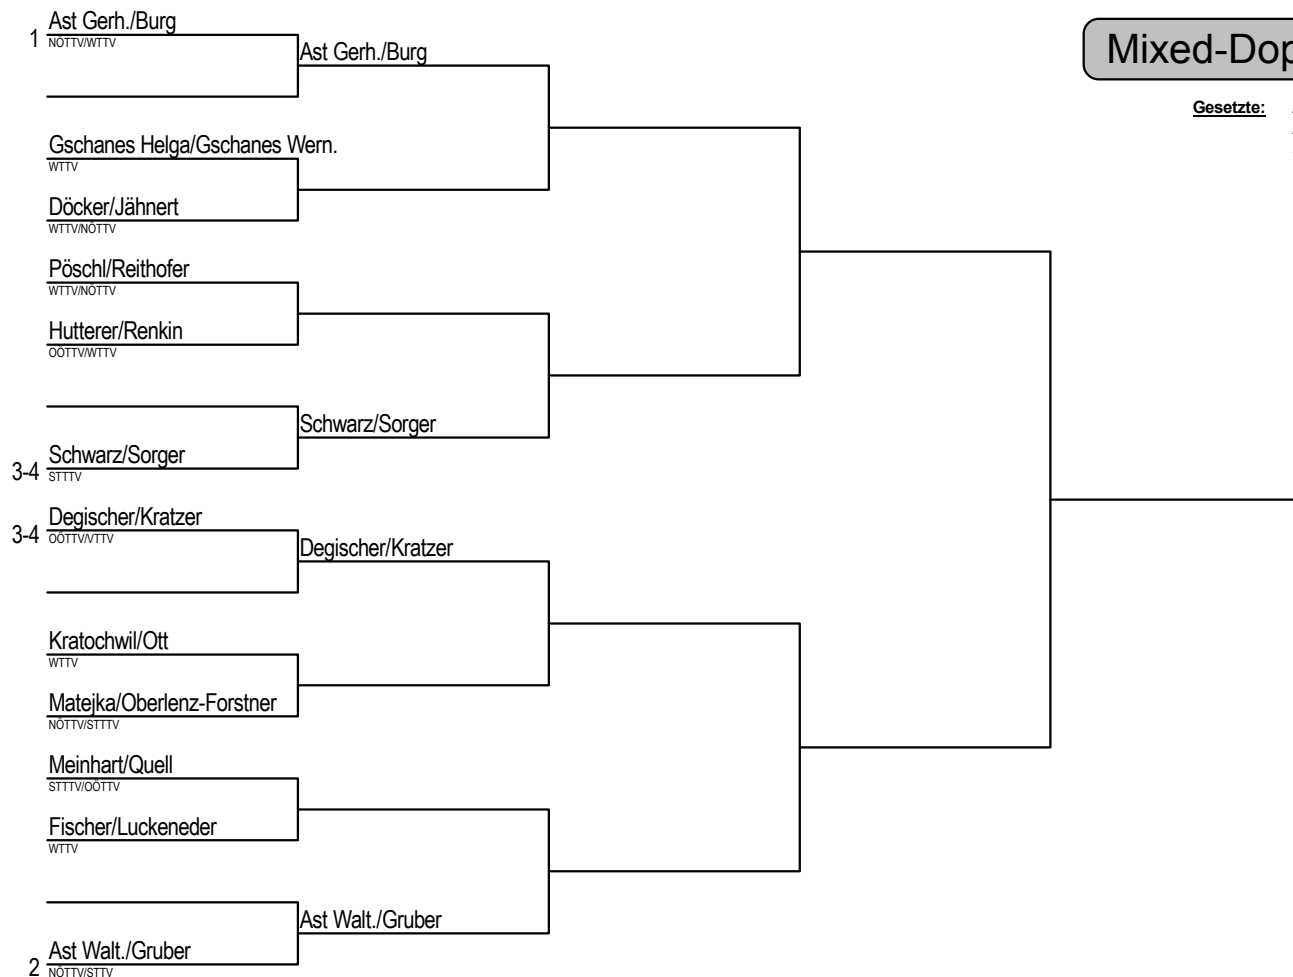 Ast Gerh./Burg
1
NÖTTV/WTTV
Ast Gerh./Burg
Mixed-Dop
Gesetzte:
Gschanes Helga/Gschanes Wern.
WTTV
Döcker/Jähnert
WTTV/NÖTTV
Pöschl/Reithofer
WTTV/NÖTTV
Hutterer/Renkin
OÖTTV/WTTV
Schwarz/Sorger
Schwarz/Sorger
3-4
STTTV
Degischer/Kratzer
3-4
OÖTTV/VTTV
Degischer/Kratzer
Kratochwil/Ott
WTTV
Matejka/Oberlenz-Forstner
NÖTTV/STTTV
Meinhart/Quell
STTTV/OÖTTV
Fischer/Luckeneder
WTTV
Ast Walt./Gruber
Ast Walt./Gruber
2
NÖTTV/STTV